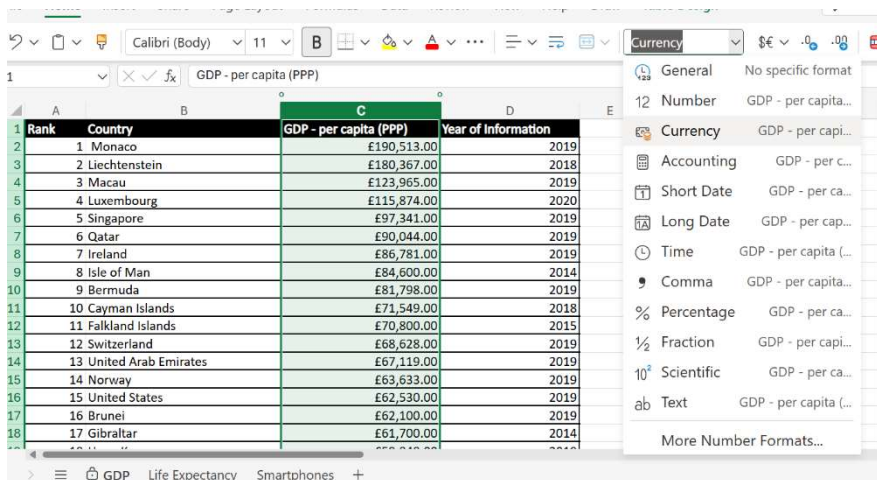 Calibri (Body) 11 B Currency $€
1 fx GDP - per capita (PPP)
General No specific format
12 Number GDP - per capita...
Currency GDP - per capi...
Accounting GDP - per c...
Short Date GDP - per ca...
Long Date GDP - per cap...
Time GDP - per capita (...
Comma GDP - per capita...
% Percentage GDP - per ca...
½ Fraction GDP - per capi...
10² Scientific GDP - per ca...
ab Text GDP - per capita (...
More Number Formats...
A B C D E
1 Rank Country GDP - per capita (PPP) Year of Information
2 1 Monaco £190,513.00 2019
3 2 Liechtenstein £180,367.00 2018
4 3 Macau £123,965.00 2019
5 4 Luxembourg £115,874.00 2020
6 5 Singapore £97,341.00 2019
7 6 Qatar £90,044.00 2019
8 7 Ireland £86,781.00 2019
9 8 Isle of Man £84,600.00 2014
10 9 Bermuda £81,798.00 2019
11 10 Cayman Islands £71,549.00 2018
12 11 Falkland Islands £70,800.00 2015
13 12 Switzerland £68,628.00 2019
14 13 United Arab Emirates £67,119.00 2019
15 14 Norway £63,633.00 2019
16 15 United States £62,530.00 2019
17 16 Brunei £62,100.00 2019
18 17 Gibraltar £61,700.00 2014
GDP Life Expectancy Smartphones +